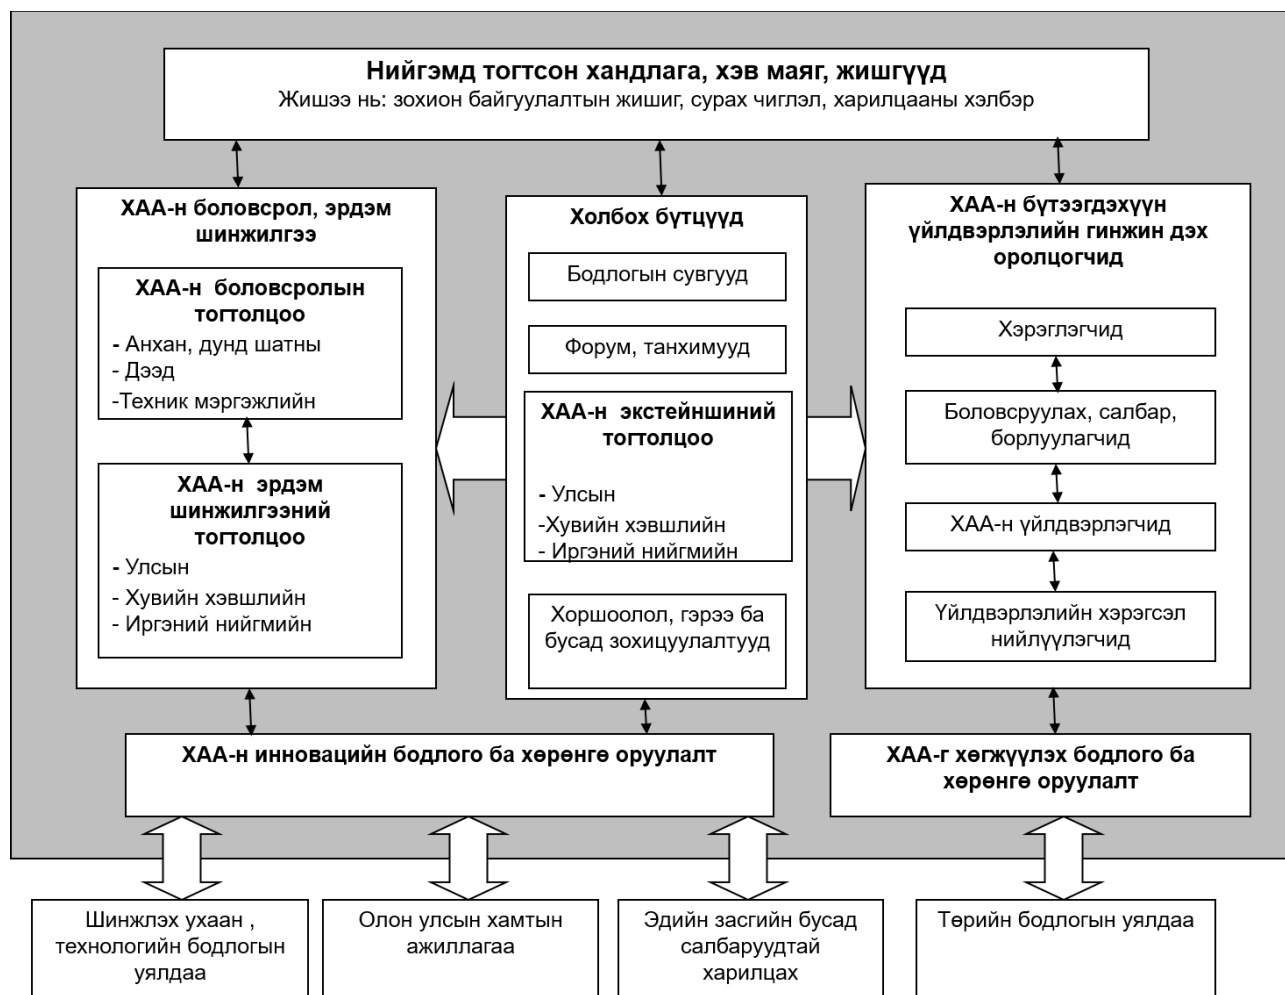 Нийгэмд тогтсон хандлага, хэв маяг, жишгүүд
Жишээ нь: зохион байгуулалтын жишиг, сурах чиглэл, харилцааны хэлбэр
ХАА-н боловсрол, эрдэм
шинжилгээ
ХАА-н боловсролын
тогтолцоо
- Анхан, дунд шатны
- Дээд
-Техник мэргэжлийн
ХАА-н эрдэм
шинжилгээний
тогтолцоо
- Улсын
- Хувийн хэвшлийн
- Иргэний нийгмийн
Холбох бүтцүүд
Бодлогын сувгууд
Форум, танхимууд
ХАА-н экстейшиний
тогтолцоо
- Улсын
-Хувийн хэвшлийн
- Иргэний нийгмийн
Хоршоолол, гэрээ ба
бусад зохицуулалтууд
ХАА-н бүтээгдэхүүн
үйлдвэрлэлийн гинжин дэх
оролцогчид
Хэрэглэгчид
Боловсруулах, салбар,
борлуулагчид
ХАА-н үйлдвэрлэгчид
Үйлдвэрлэлийн хэрэгсэл
нийлүүлэгчид
ХАА-н инновацийн бодлого ба хөрөнгө оруулалт
ХАА-г хөгжүүлэх бодлого ба
хөрөнгө оруулалт
Шинжлэх ухаан ,
технологийн бодлогын
уялдаа
Олон улсын хамтын
ажиллагаа
Эдийн засгийн бусад
салбаруудтай
харилцах
Төрийн бодлогын уялдаа